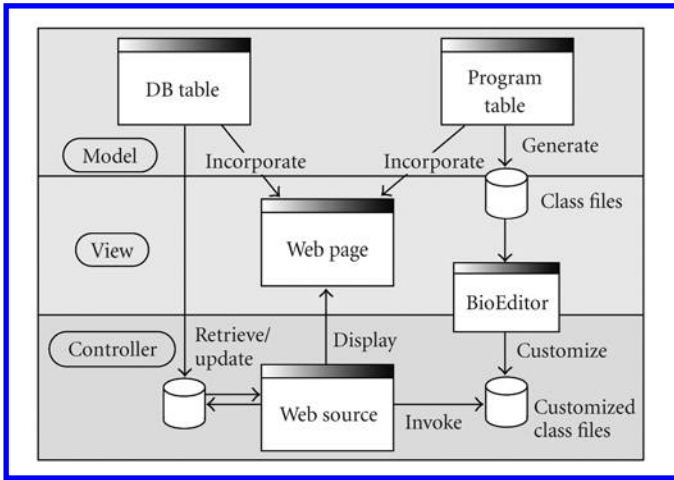 DB table
Program
table
Model
Incorporate
Incorporate
Generate
Class files
View
Web page
BioEditor
Controller
Retrieve/
update
Display
Customize
Web source
Invoke
Customized
class files